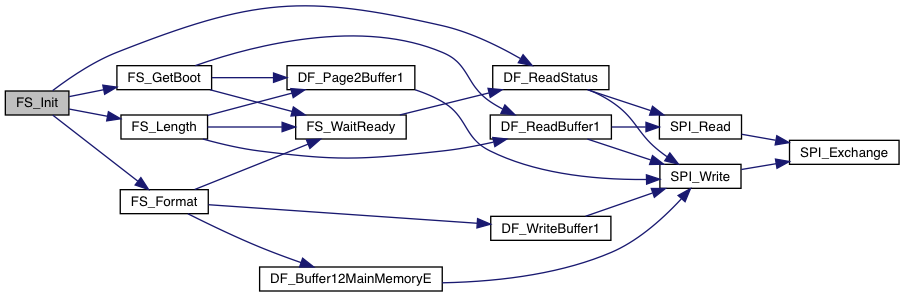 FS_Init
FS_GetBoot
FS_Length
FS_Format
DF_Page2Buffer1
FS_WaitReady
DF_Buffer12MainMemoryE
DF_ReadStatus
DF_ReadBuffer1
DF_WriteBuffer1
SPI_Read
SPI_Write
SPI_Exchange